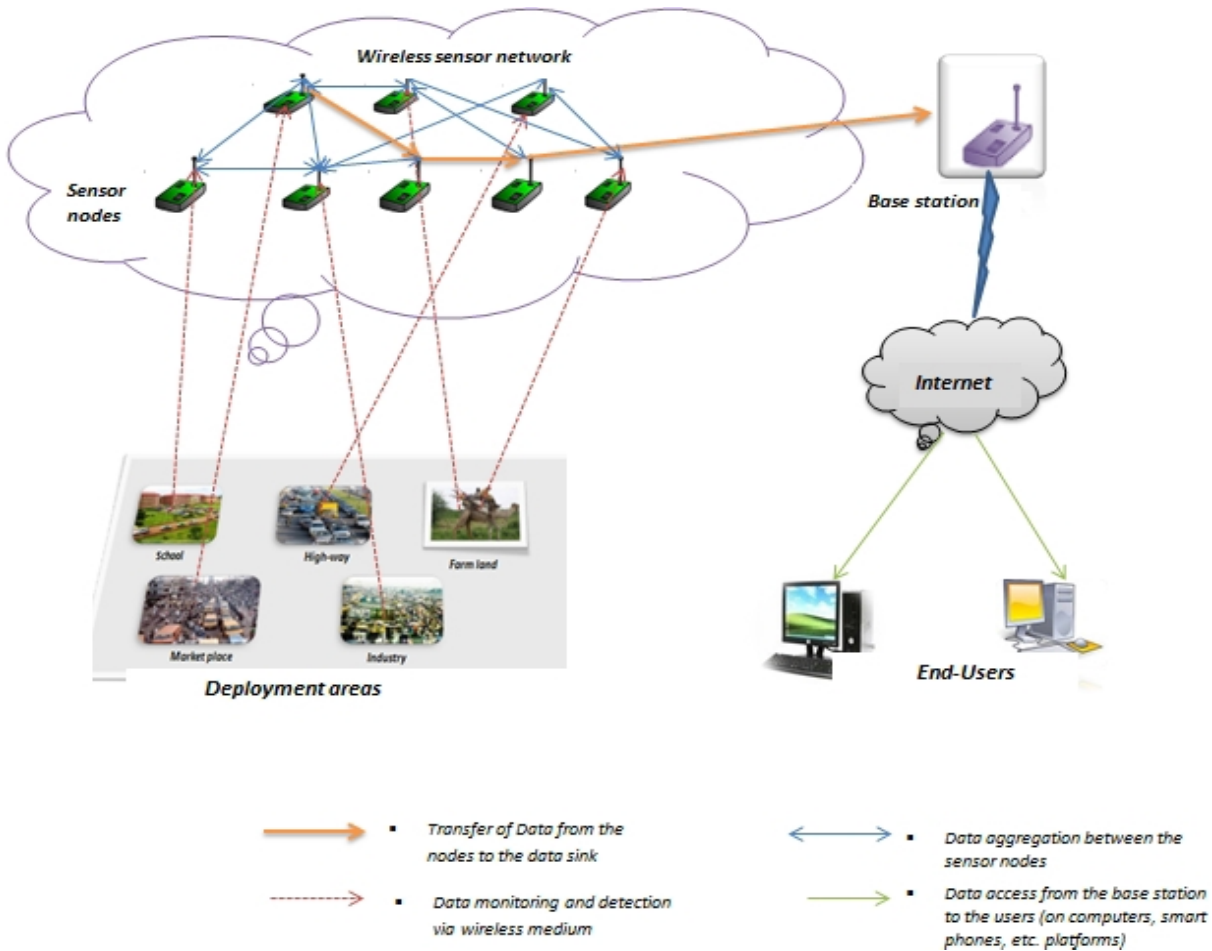 Wireless sensor network
Sensor
nodes
Base station
Internet
School
High-way
Farm land
Market place
Industry
Deployment areas
End-Users
▪ Transfer of Data from the
nodes to the data sink
▪ Data aggregation between the
sensor nodes
▪ Data monitoring and detection
via wireless medium
▪ Data access from the base station
to the users (on computers, smart
phones, etc. platforms)